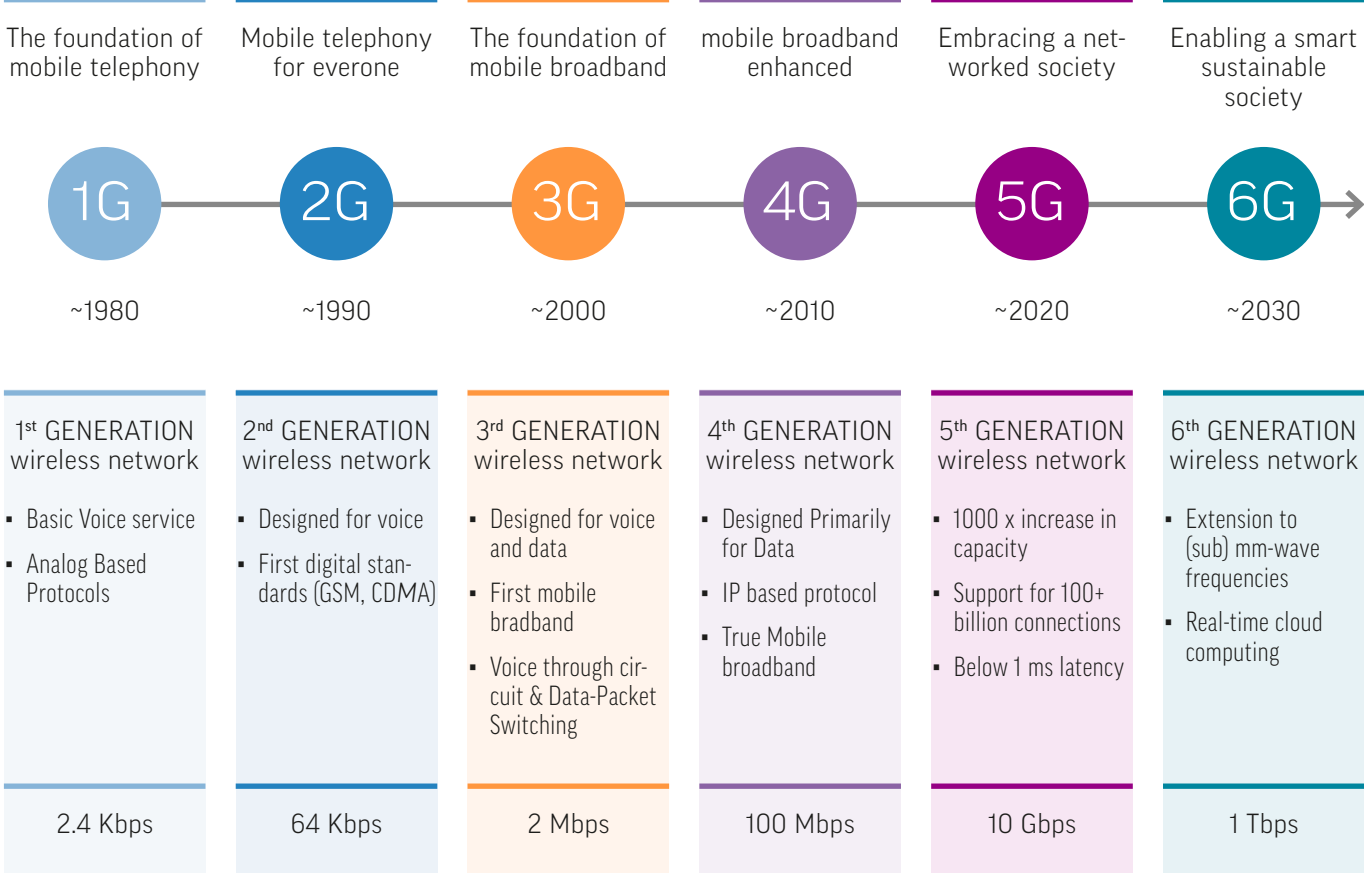 The foundation of
mobile telephony
Mobile telephony
for everone
The foundation of
mobile broadband
mobile broadband
enhanced
Embracing a net-
worked society
Enabling a smart
sustainable
society
1G
2G
3G
4G
5G
6G
~1980
~1990
~2000
~2010
~2020
~2030
1st GENERATION
wireless network
▪ Basic Voice service
▪ Analog Based
Protocols
2.4 Kbps
2nd GENERATION
wireless network
▪ Designed for voice
▪ First digital stan-
dards (GSM, CDMA)
64 Kbps
3rd GENERATION
wireless network
▪ Designed for voice
and data
▪ First mobile
bradband
▪ Voice through cir-
cuit & Data-Packet
Switching
2 Mbps
4th GENERATION
wireless network
▪ Designed Primarily
for Data
▪ IP based protocol
▪ True Mobile
broadband
100 Mbps
5th GENERATION
wireless network
▪ 1000 x increase in
capacity
▪ Support for 100+
billion connections
▪ Below 1 ms latency
10 Gbps
6th GENERATION
wireless network
▪ Extension to
(sub) mm-wave
frequencies
▪ Real-time cloud
computing
1 Tbps